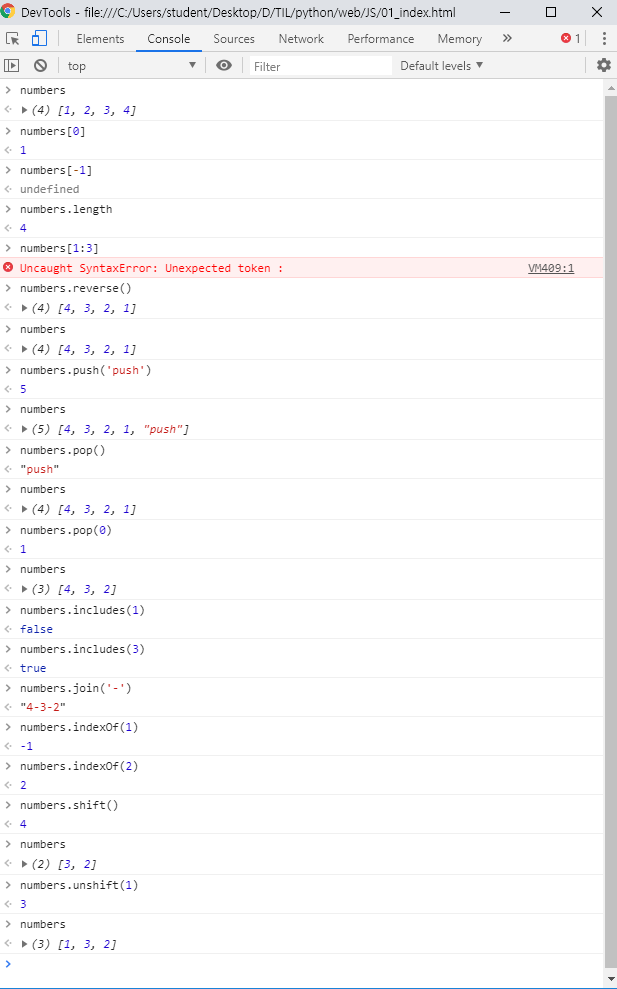 DevTools - file:///C:/Users/student/Desktop/D/TIL/python/web/JS/01_index.html
Elements Console Sources Network Performance Memory » 1
top ▼ Filter Default levels ▼
> numbers
(4) [1, 2, 3, 4]
> numbers[0]
1
> numbers[-1]
undefined
> numbers.length
4
> numbers[1:3]
Uncaught SyntaxError: Unexpected token : VM409:1
> numbers.reverse()
(4) [4, 3, 2, 1]
> numbers
(4) [4, 3, 2, 1]
> numbers.push('push')
5
> numbers
(5) [4, 3, 2, 1, "push"]
> numbers.pop()
"push"
> numbers
(4) [4, 3, 2, 1]
> numbers.pop(0)
1
> numbers
(3) [4, 3, 2]
> numbers.includes(1)
false
> numbers.includes(3)
true
> numbers.join('-')
"4-3-2"
> numbers.indexOf(1)
-1
> numbers.indexOf(2)
2
> numbers.shift()
4
> numbers
(2) [3, 2]
> numbers.unshift(1)
3
> numbers
(3) [1, 3, 2]
>